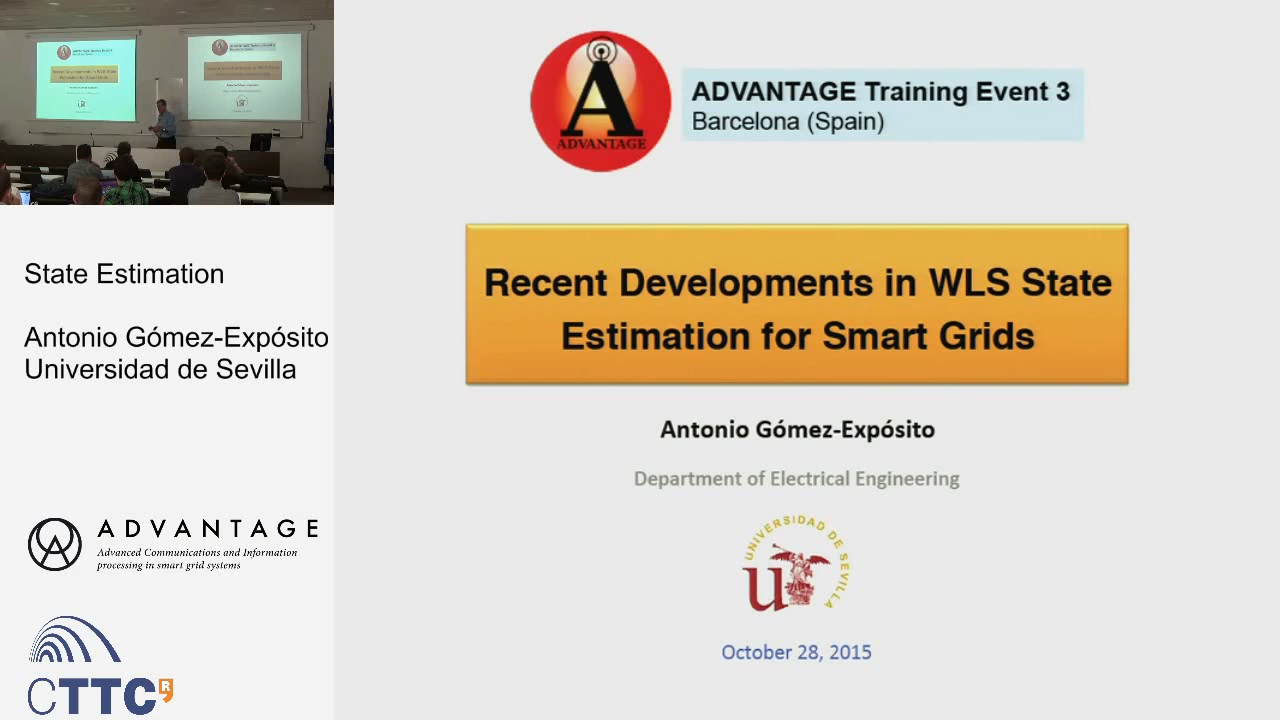 State Estimation
Antonio Gómez-Expósito
Universidad de Sevilla
ADVANTAGE
Advanced Communications and Information
processing in smart grid systems
CTTC
R
A
ADVANTAGE
ADVANTAGE Training Event 3
Barcelona (Spain)
Recent Developments in WLS State
Estimation for Smart Grids
Antonio Gómez-Expósito
Department of Electrical Engineering
UNIVERSIDAD DE SEVILLA
u
October 28, 2015